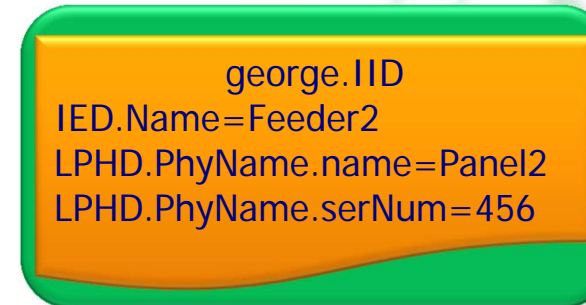 george.IID
IED.Name=Feeder2
LPHD.PhyName.name=Panel2
LPHD.PhyName.serNum=456